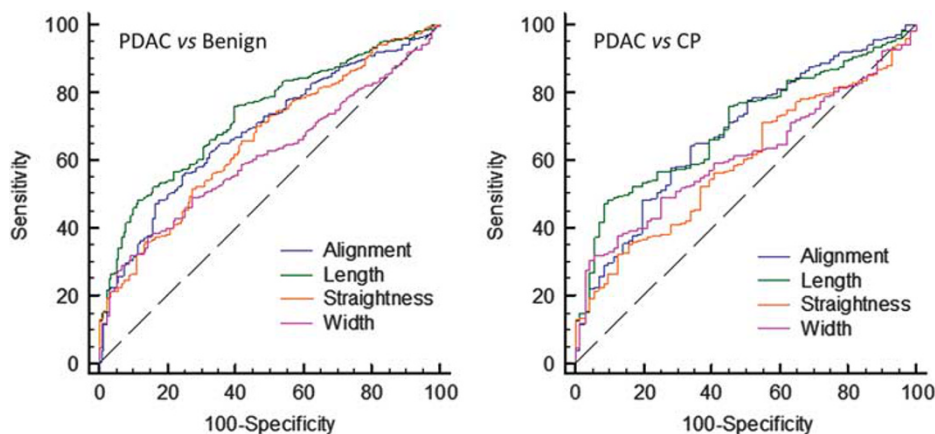 PDAC vs Benign
100
80
60
40
20
0
Sensitivity
Alignment
Length
Straightness
Width
0 20 40 60 80 100
100-Specificity
PDAC vs CP
100
80
60
40
20
0
Sensitivity
Alignment
Length
Straightness
Width
0 20 40 60 80 100
100-Specificity